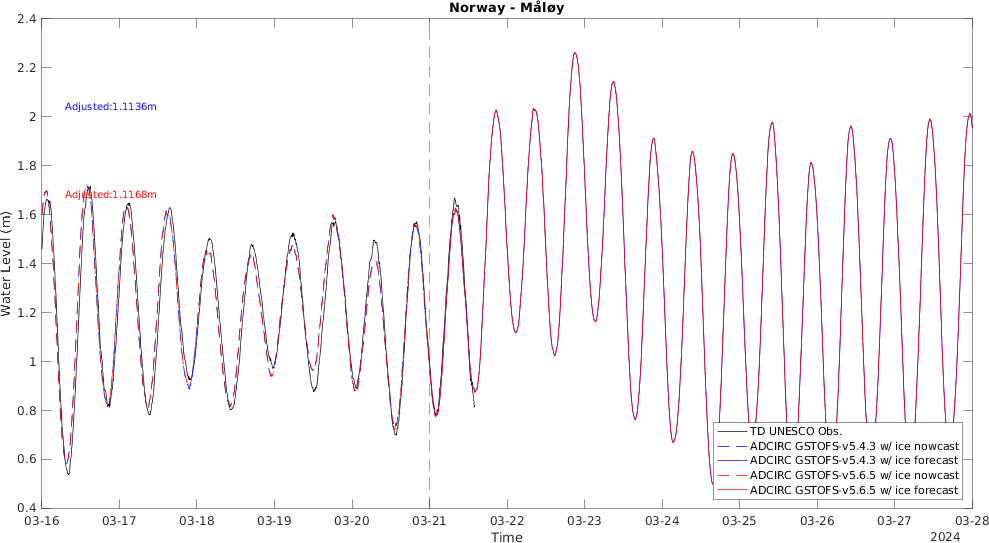 Norway - Måløy
2.4
2.2
2
1.8
1.6
1.4
1.2
1
0.8
0.6
0.4
Water Level (m)
Adjusted:1.1136m
Adjusted:1.1168m
TD UNESCO Obs.
ADCIRC GSTOFS-v5.4.3 w/ ice nowcast
ADCIRC GSTOFS-v5.4.3 w/ ice forecast
ADCIRC GSTOFS-v5.6.5 w/ ice nowcast
ADCIRC GSTOFS-v5.6.5 w/ ice forecast
03-16 03-17 03-18 03-19 03-20 03-21 03-22 03-23 03-24 03-25 03-26 03-27 03-28
Time
2024